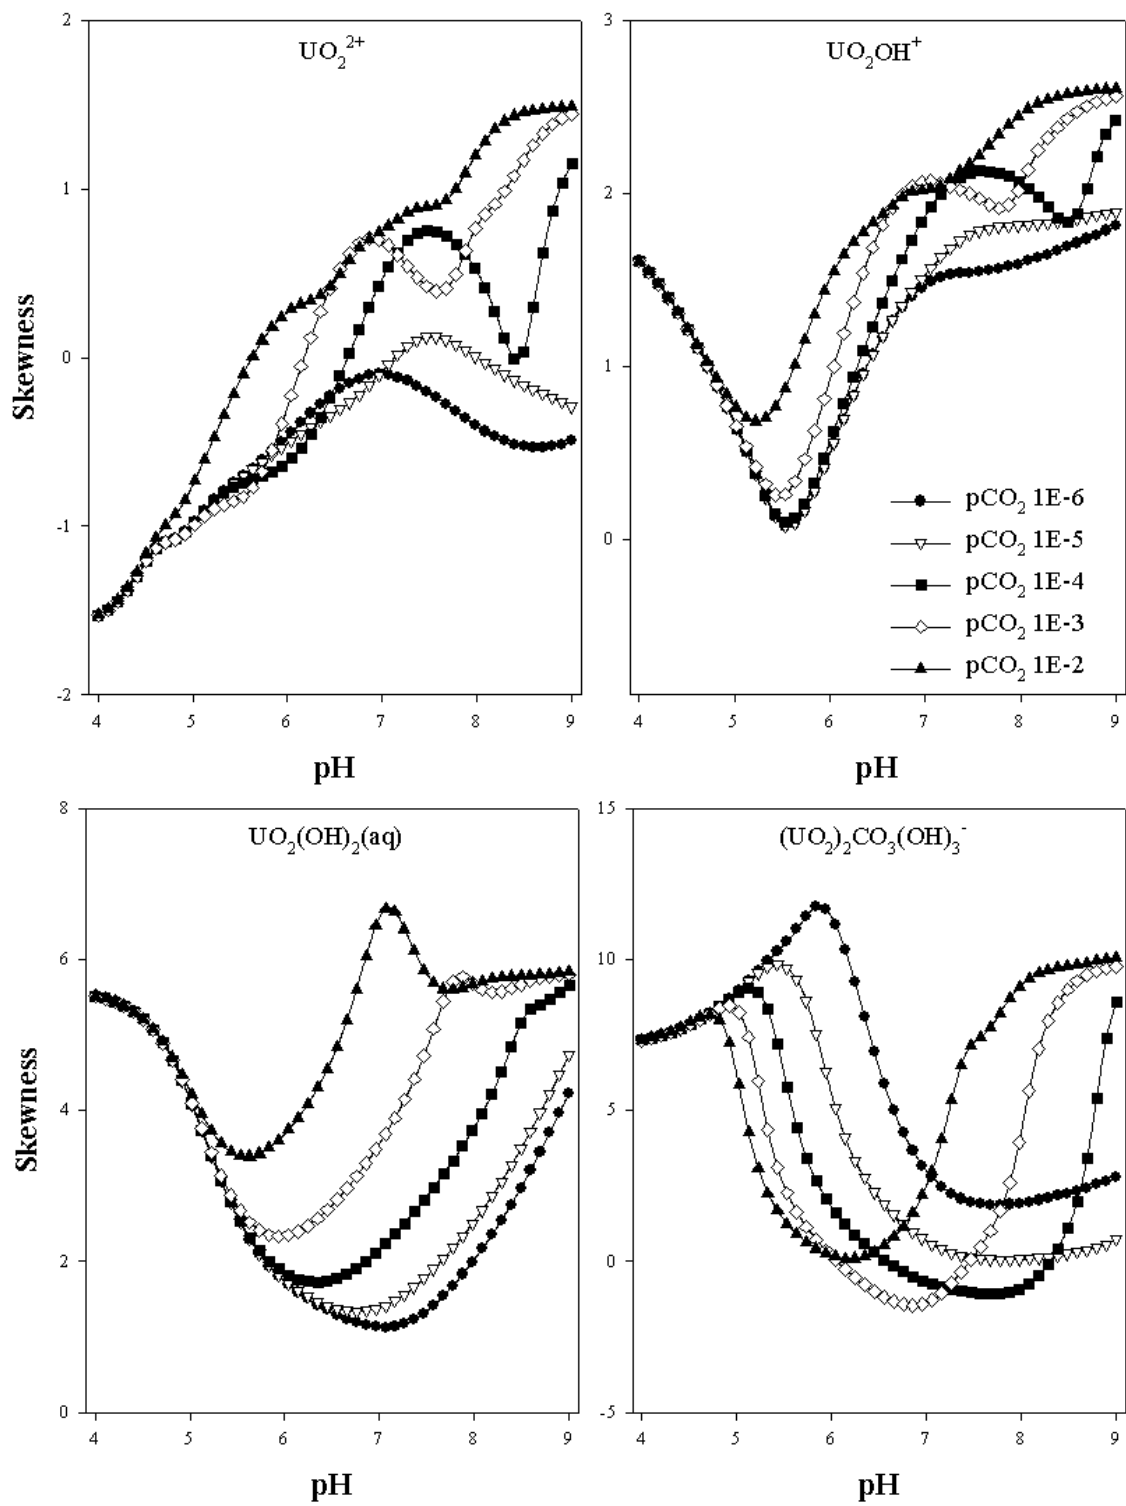 UO₂²⁺
Skewness
2
1
0
-1
-2
4 5 6 7 8 9
pH
UO₂OH⁺
3
2
1
0
pCO₂ 1E-6
pCO₂ 1E-5
pCO₂ 1E-4
pCO₂ 1E-3
pCO₂ 1E-2
4 5 6 7 8 9
pH
UO₂(OH)₂(aq)
Skewness
8
6
4
2
0
4 5 6 7 8 9
pH
(UO₂)₂CO₃(OH)₃⁻
15
10
5
0
-5
4 5 6 7 8 9
pH